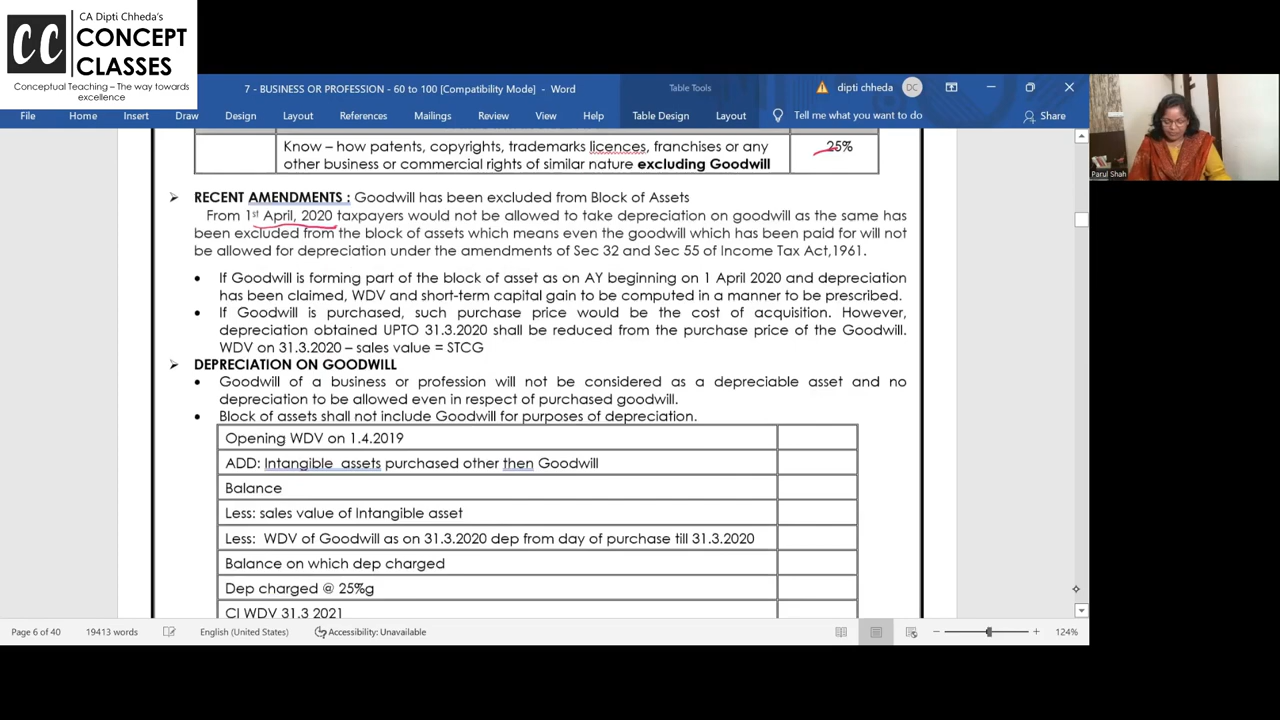 CA Dipti Chheda's
CC
CONCEPT
CLASSES
Conceptual Teaching – The way towards
excellence
7 - BUSINESS OR PROFESSION - 60 to 100 [Compatibility Mode] - Word
Table Tools
dipti chheda
DC
File Home Insert Draw Design Layout References Mailings Review View Help Table Design Layout Tell me what you want to do Share
Know – how patents, copyrights, trademarks licences, franchises or any
other business or commercial rights of similar nature excluding Goodwill
25%
Parul Shah
RECENT AMENDMENTS : Goodwill has been excluded from Block of Assets
From 1st April, 2020 taxpayers would not be allowed to take depreciation on goodwill as the same has
been excluded from the block of assets which means even the goodwill which has been paid for will not
be allowed for depreciation under the amendments of Sec 32 and Sec 55 of Income Tax Act,1961.
• If Goodwill is forming part of the block of asset as on AY beginning on 1 April 2020 and depreciation
has been claimed, WDV and short-term capital gain to be computed in a manner to be prescribed.
• If Goodwill is purchased, such purchase price would be the cost of acquisition. However,
depreciation obtained UPTO 31.3.2020 shall be reduced from the purchase price of the Goodwill.
WDV on 31.3.2020 – sales value = STCG
DEPRECIATION ON GOODWILL
• Goodwill of a business or profession will not be considered as a depreciable asset and no
depreciation to be allowed even in respect of purchased goodwill.
• Block of assets shall not include Goodwill for purposes of depreciation.
Opening WDV on 1.4.2019
ADD: Intangible assets purchased other then Goodwill
Balance
Less: sales value of Intangible asset
Less: WDV of Goodwill as on 31.3.2020 dep from day of purchase till 31.3.2020
Balance on which dep charged
Dep charged @ 25%g
Cl WDV 31.3 2021
Page 6 of 40 19413 words English (United States) Accessibility: Unavailable 124%